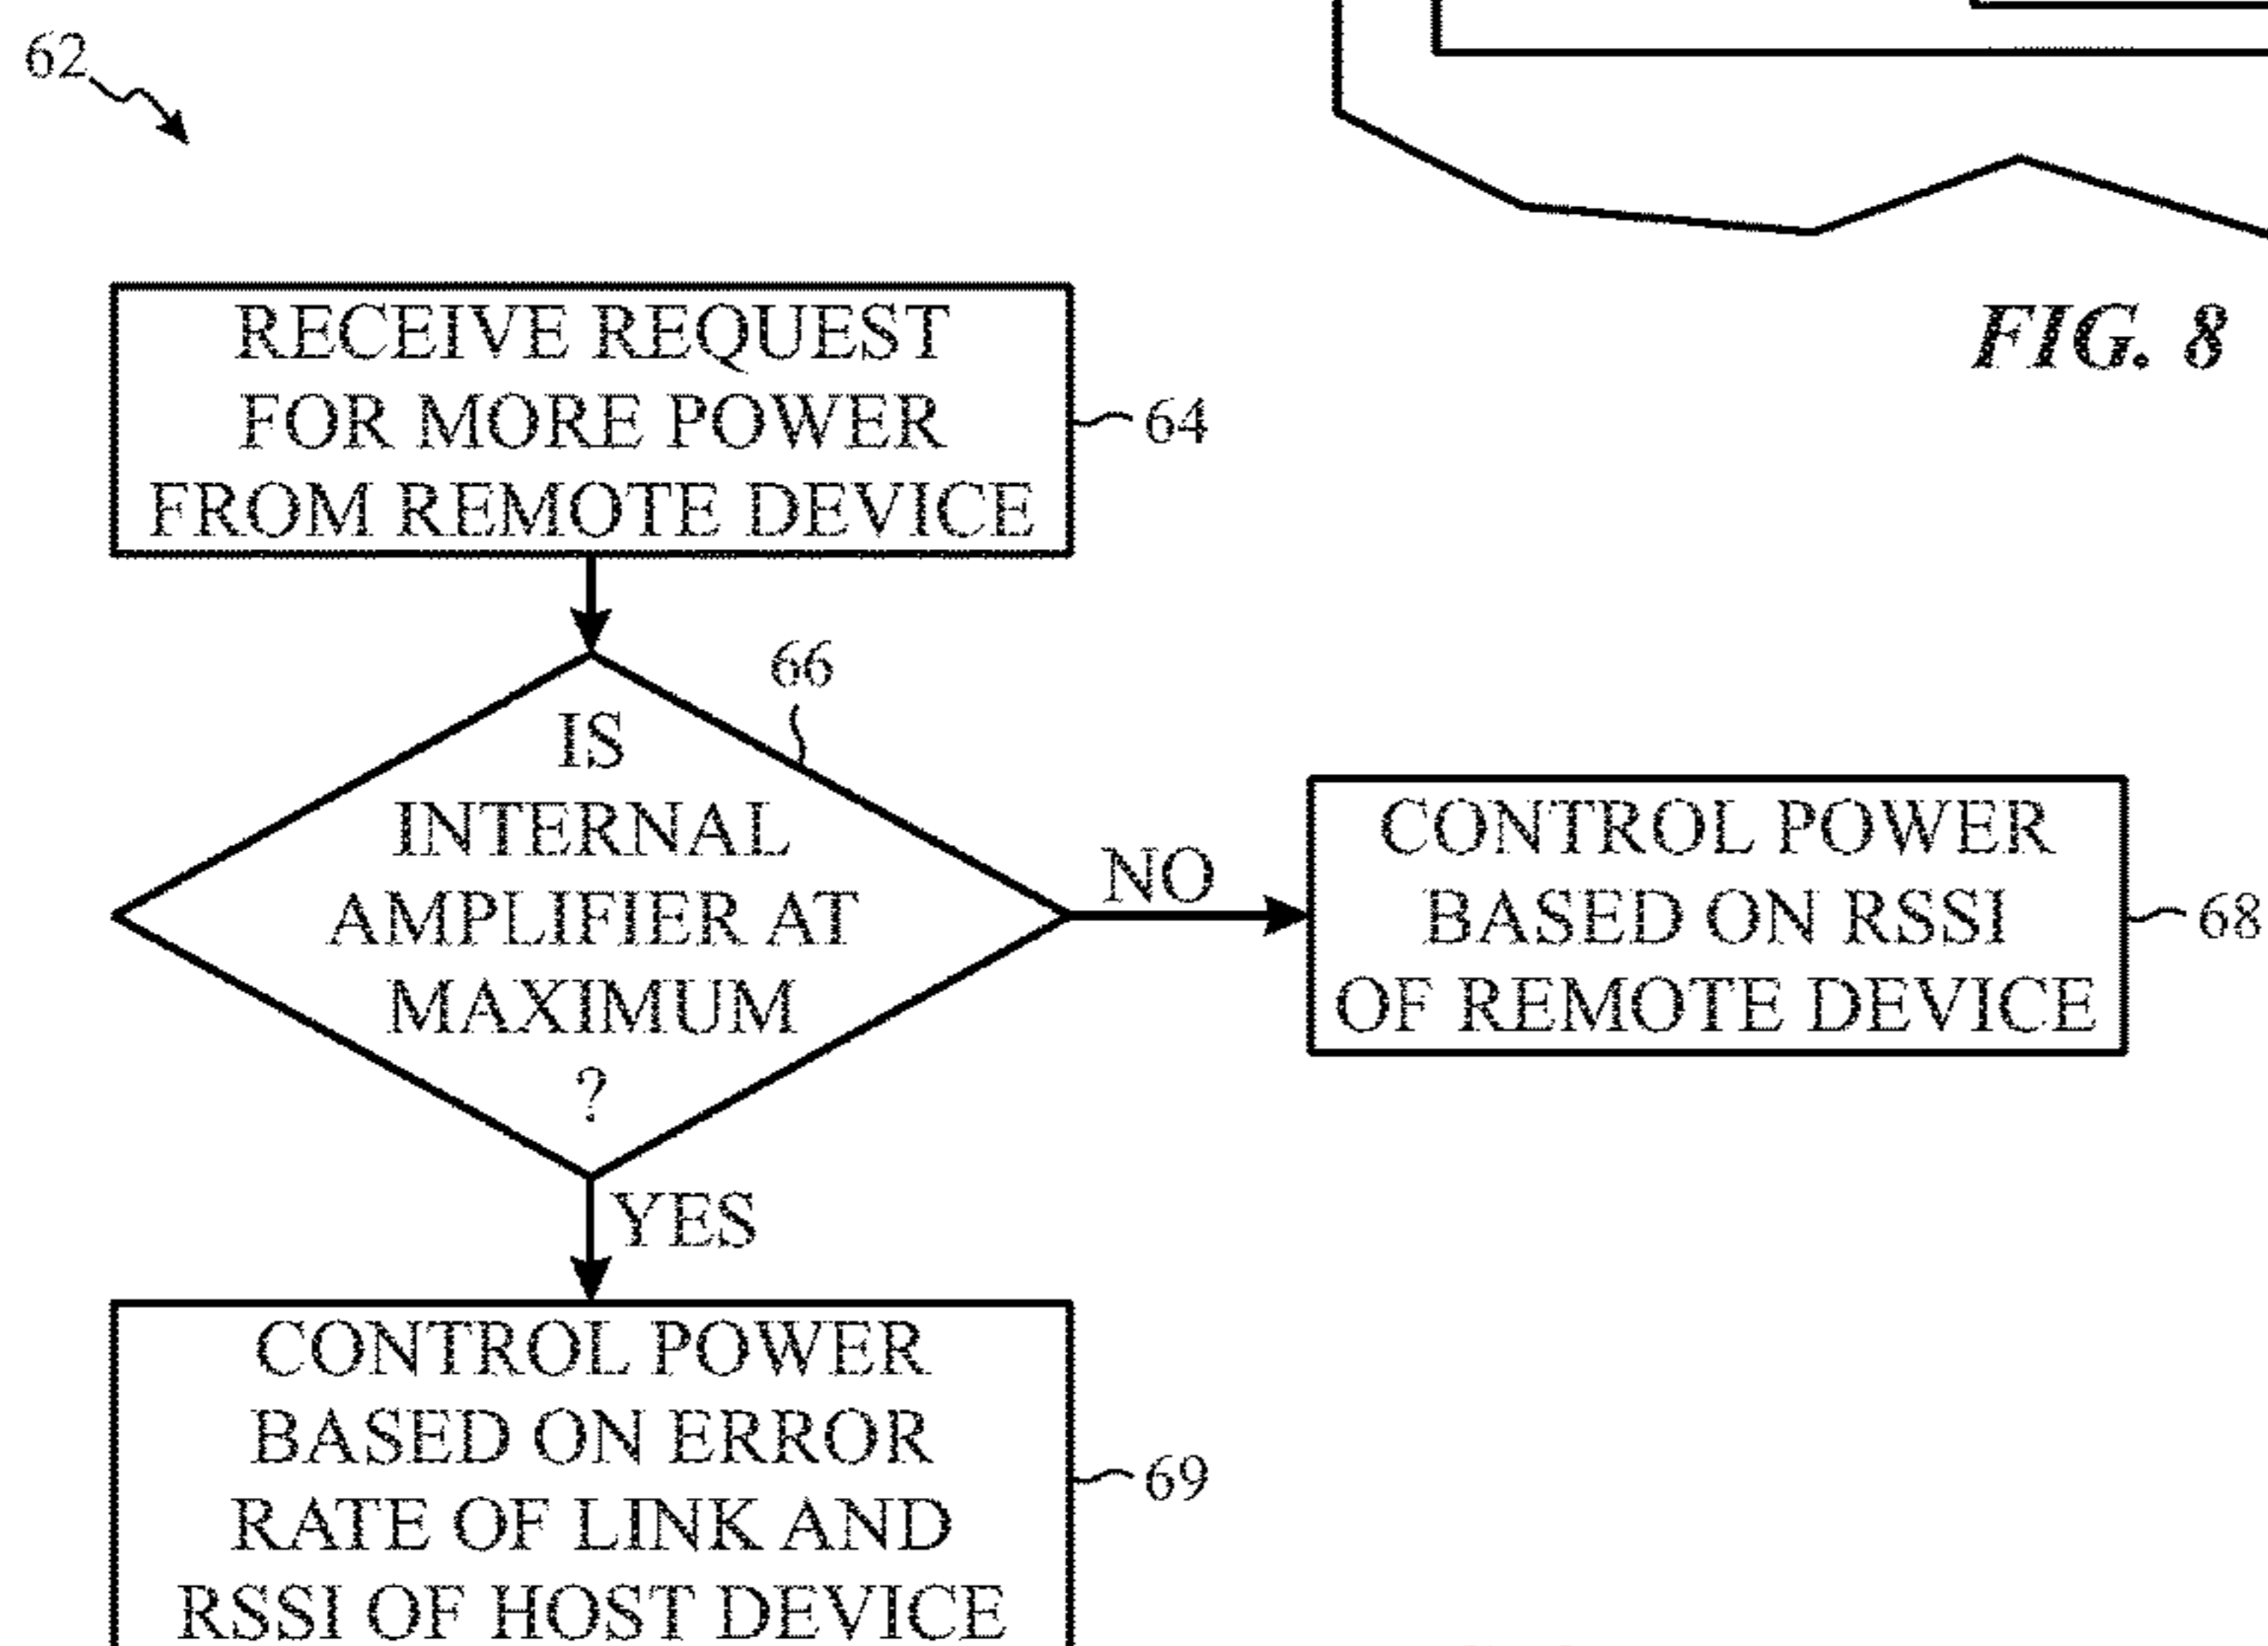 62
FIG. 8
RECEIVE REQUEST
FOR MORE POWER
FROM REMOTE DEVICE
64
66
IS
INTERNAL
AMPLIFIER AT
MAXIMUM
?
NO
CONTROL POWER
BASED ON RSSI
OF REMOTE DEVICE
68
YES
CONTROL POWER
BASED ON ERROR
RATE OF LINK AND
RSSI OF HOST DEVICE
69